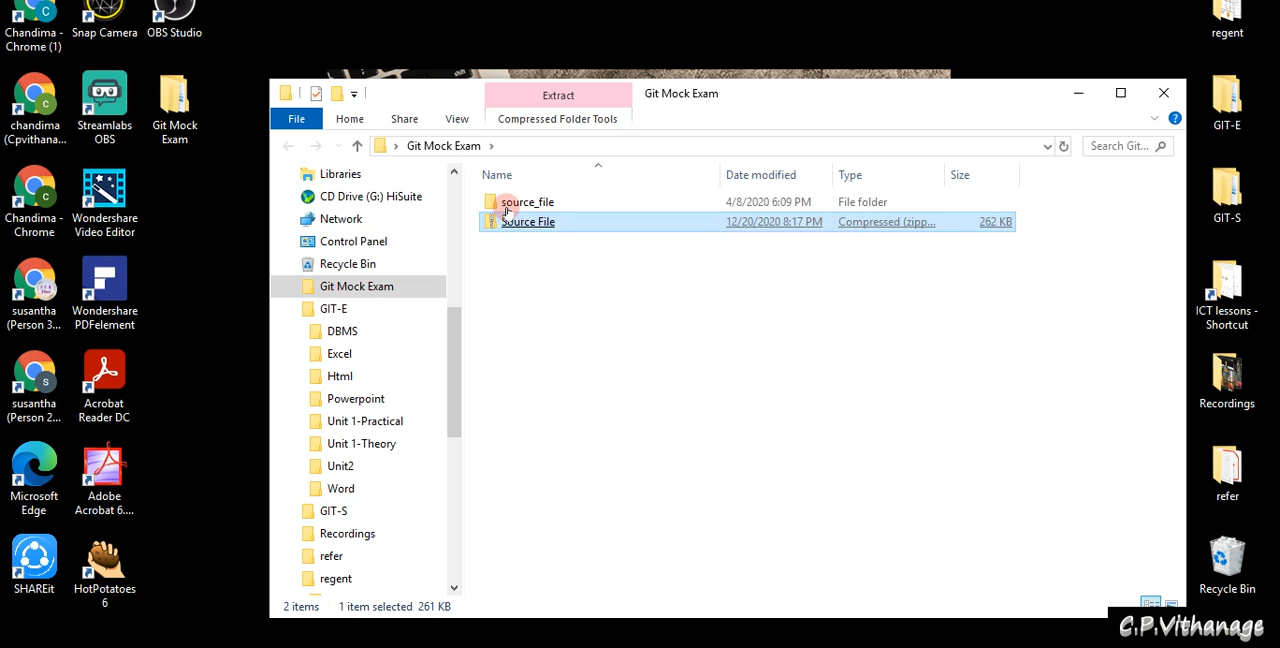 Chandima -
Chrome (1)
Snap Camera
OBS Studio
chandima
(Cpvithana...
Streamlabs
OBS
Git Mock
Exam
Chandima -
Chrome
Wondershare
Video Editor
susantha
(Person 3...
Wondershare
PDFelement
susantha
(Person 2...
Acrobat
Reader DC
Microsoft
Edge
Adobe
Acrobat 6....
SHAREit
HotPotatoes
6
Extract
Git Mock Exam
File
Home
Share
View
Compressed Folder Tools
Git Mock Exam
Search Git...
Libraries
CD Drive (G:) HiSuite
Network
Control Panel
Recycle Bin
Git Mock Exam
GIT-E
DBMS
Excel
Html
Powerpoint
Unit 1-Practical
Unit 1-Theory
Unit2
Word
GIT-S
Recordings
refer
regent
Name
Date modified
Type
Size
source_file
4/8/2020 6:09 PM
File folder
Source File
12/20/2020 8:17 PM
Compressed (zipp...
262 KB
2 items
1 item selected 261 KB
regent
GIT-E
GIT-S
ICT lessons -
Shortcut
Recordings
refer
Recycle Bin
C.P.Vithanage